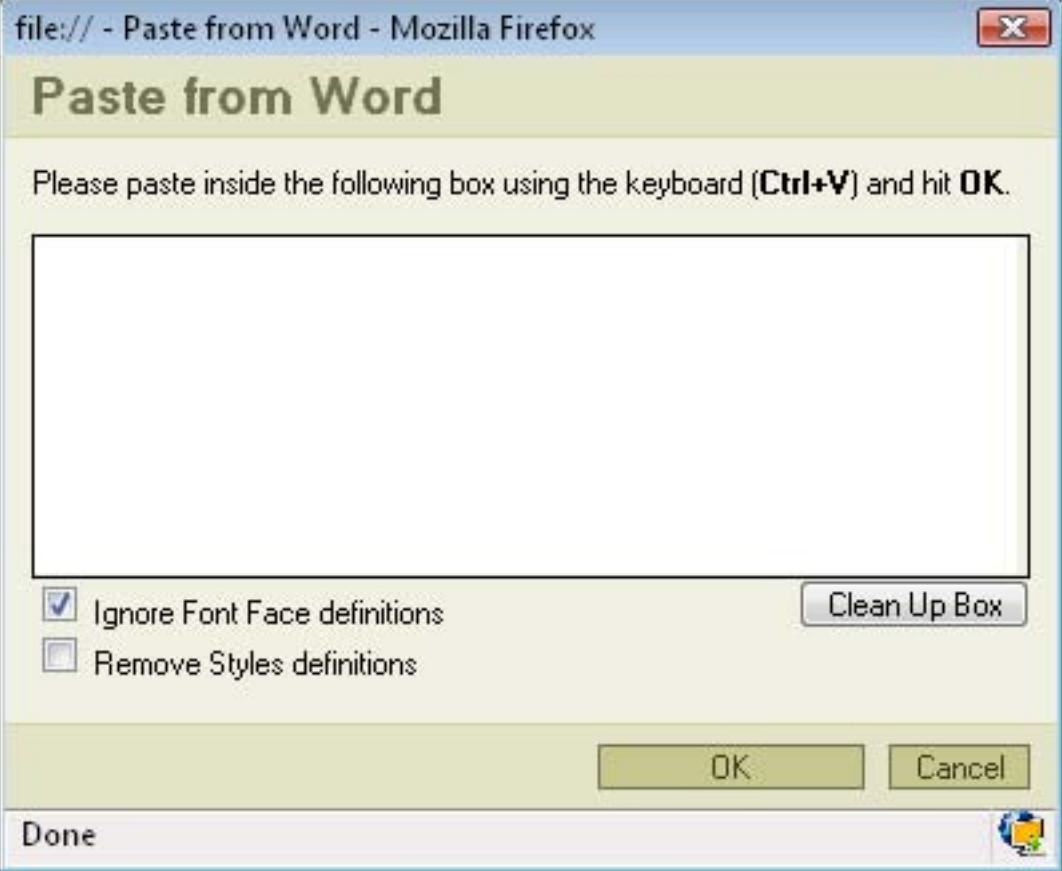 file:// - Paste from Word - Mozilla Firefox
Paste from Word
Please paste inside the following box using the keyboard (Ctrl+V) and hit OK.
Ignore Font Face definitions
Clean Up Box
Remove Styles definitions
OK
Cancel
Done